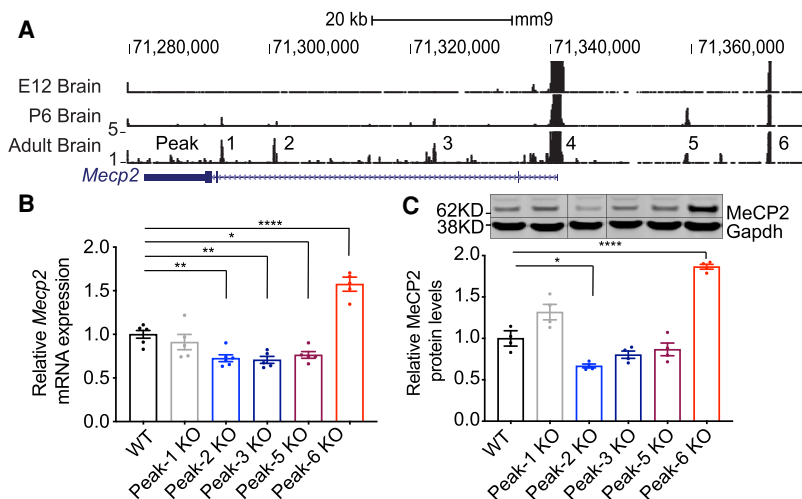 A
20 kb mm9
71,280,000 71,300,000 71,320,000 71,340,000 71,360,000
E12 Brain
P6 Brain
5
Adult Brain Peak 1 2 3 4 5 6
1
Mecp2
B
****
*
**
**
Relative Mecp2
mRNA expression
2.0
1.5
1.0
0.5
0.0
WT
Peak-1 KO
Peak-2 KO
Peak-3 KO
Peak-5 KO
Peak-6 KO
C
62KD MeCP2
38KD Gapdh
****
*
Relative MeCP2
protein levels
2.0
1.5
1.0
0.5
0.0
WT
Peak-1 KO
Peak-2 KO
Peak-3 KO
Peak-5 KO
Peak-6 KO